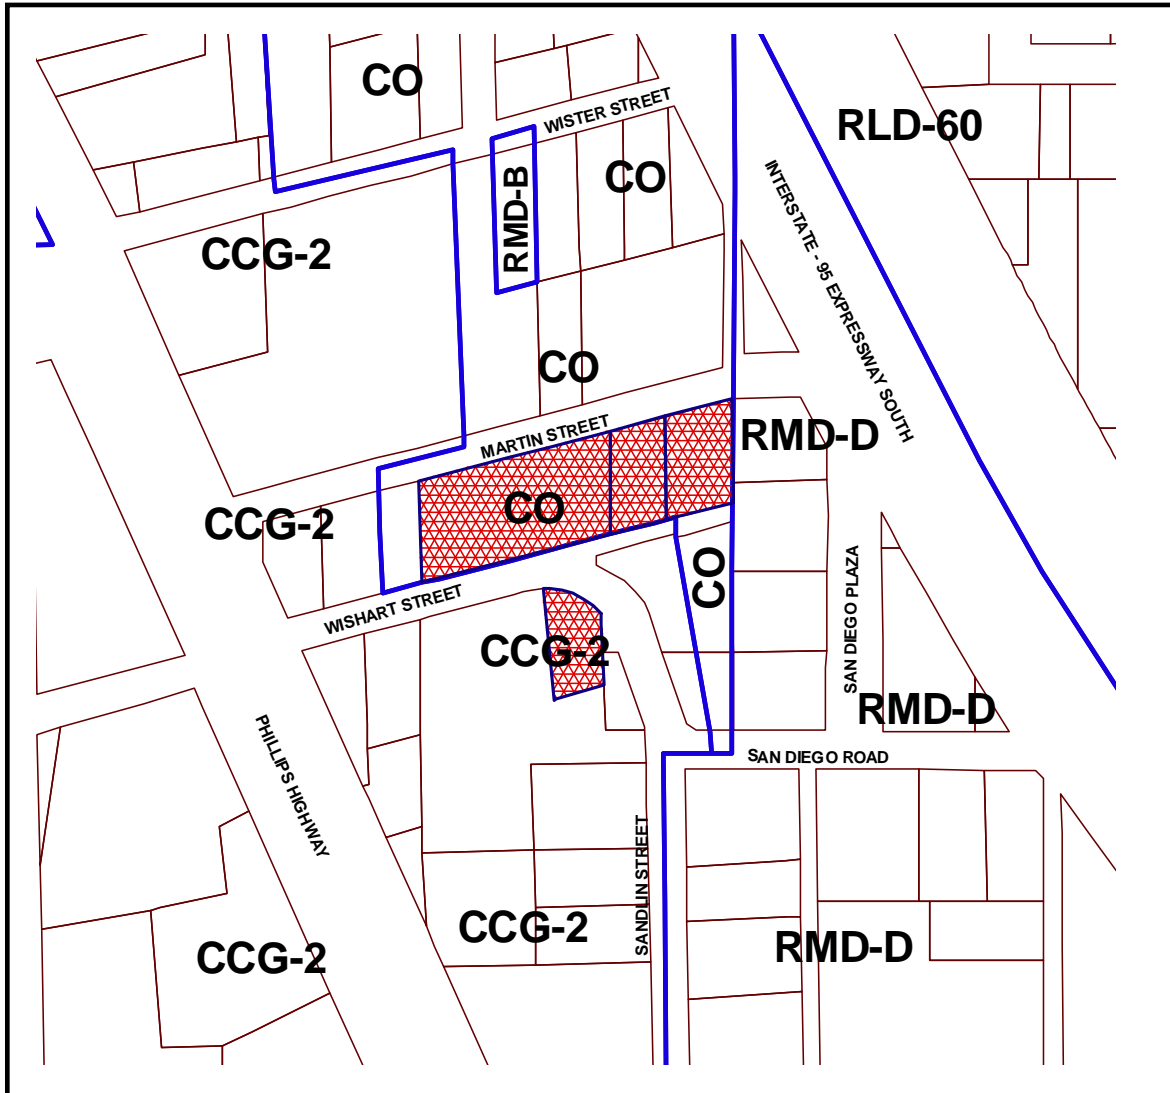 CO
WISTER STREET
RLD-60
CO
RMD-B
CCG-2
INTERSTATE - 95 EXPRESSWAY SOUTH
CO
MARTIN STREET
RMD-D
CO
CCG-2
CO
WISHART STREET
SAN DIEGO PLAZA
CCG-2
RMD-D
PHILLIPS HIGHWAY
SAN DIEGO ROAD
SANDLIN STREET
CCG-2
RMD-D
CCG-2